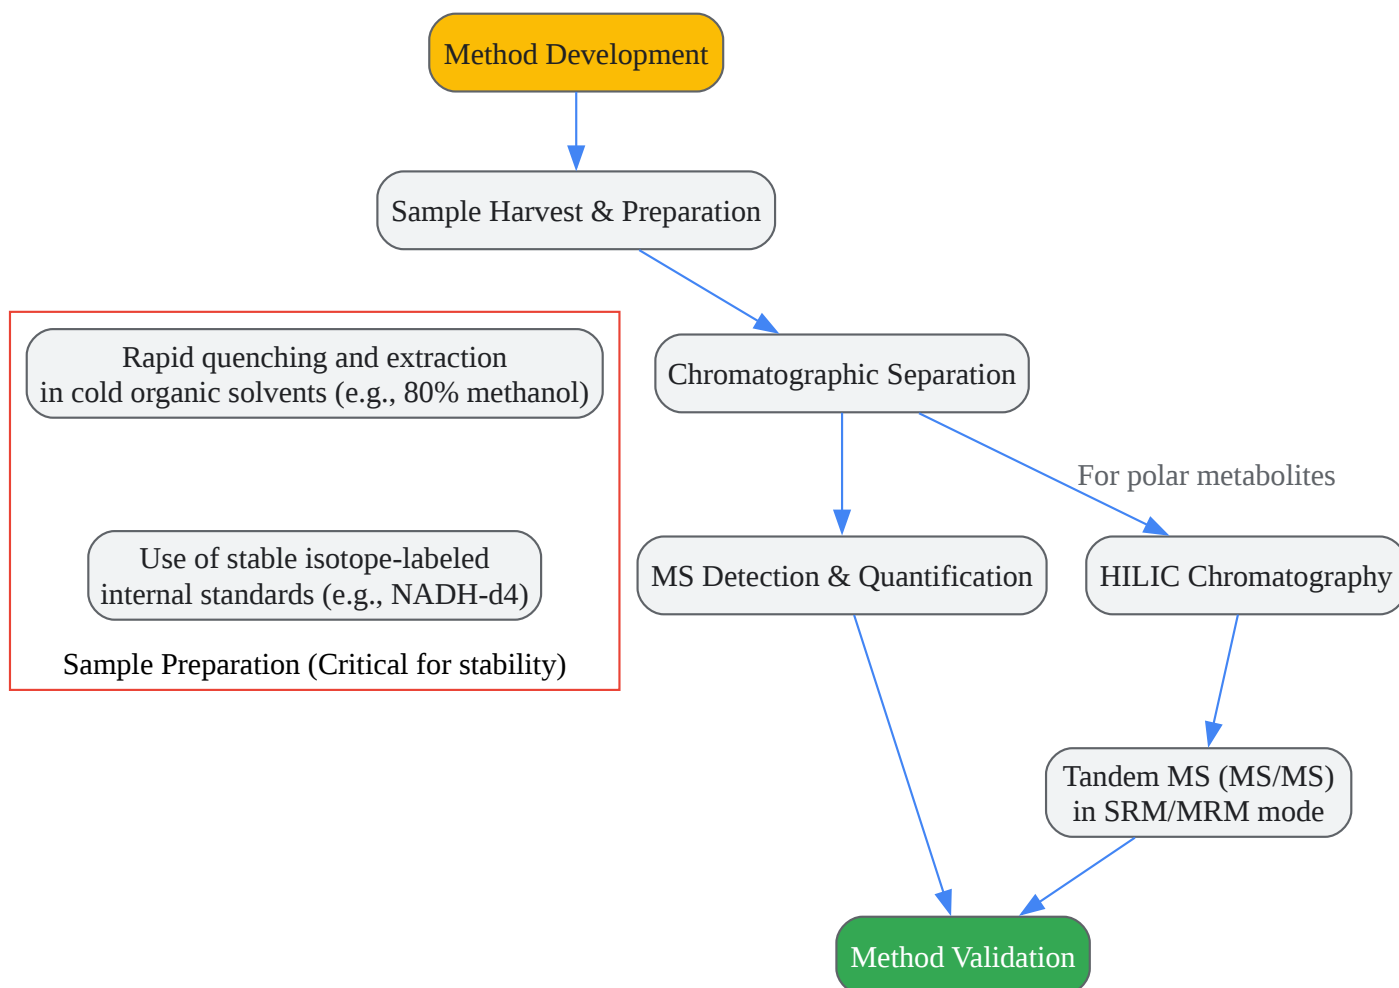 Method Development
Sample Harvest & Preparation
Rapid quenching and extraction
in cold organic solvents (e.g., 80% methanol)
Chromatographic Separation
For polar metabolites
Use of stable isotope-labeled
internal standards (e.g., NADH-d4)
MS Detection & Quantification
HILIC Chromatography
Sample Preparation (Critical for stability)
Tandem MS (MS/MS)
in SRM/MRM mode
Method Validation